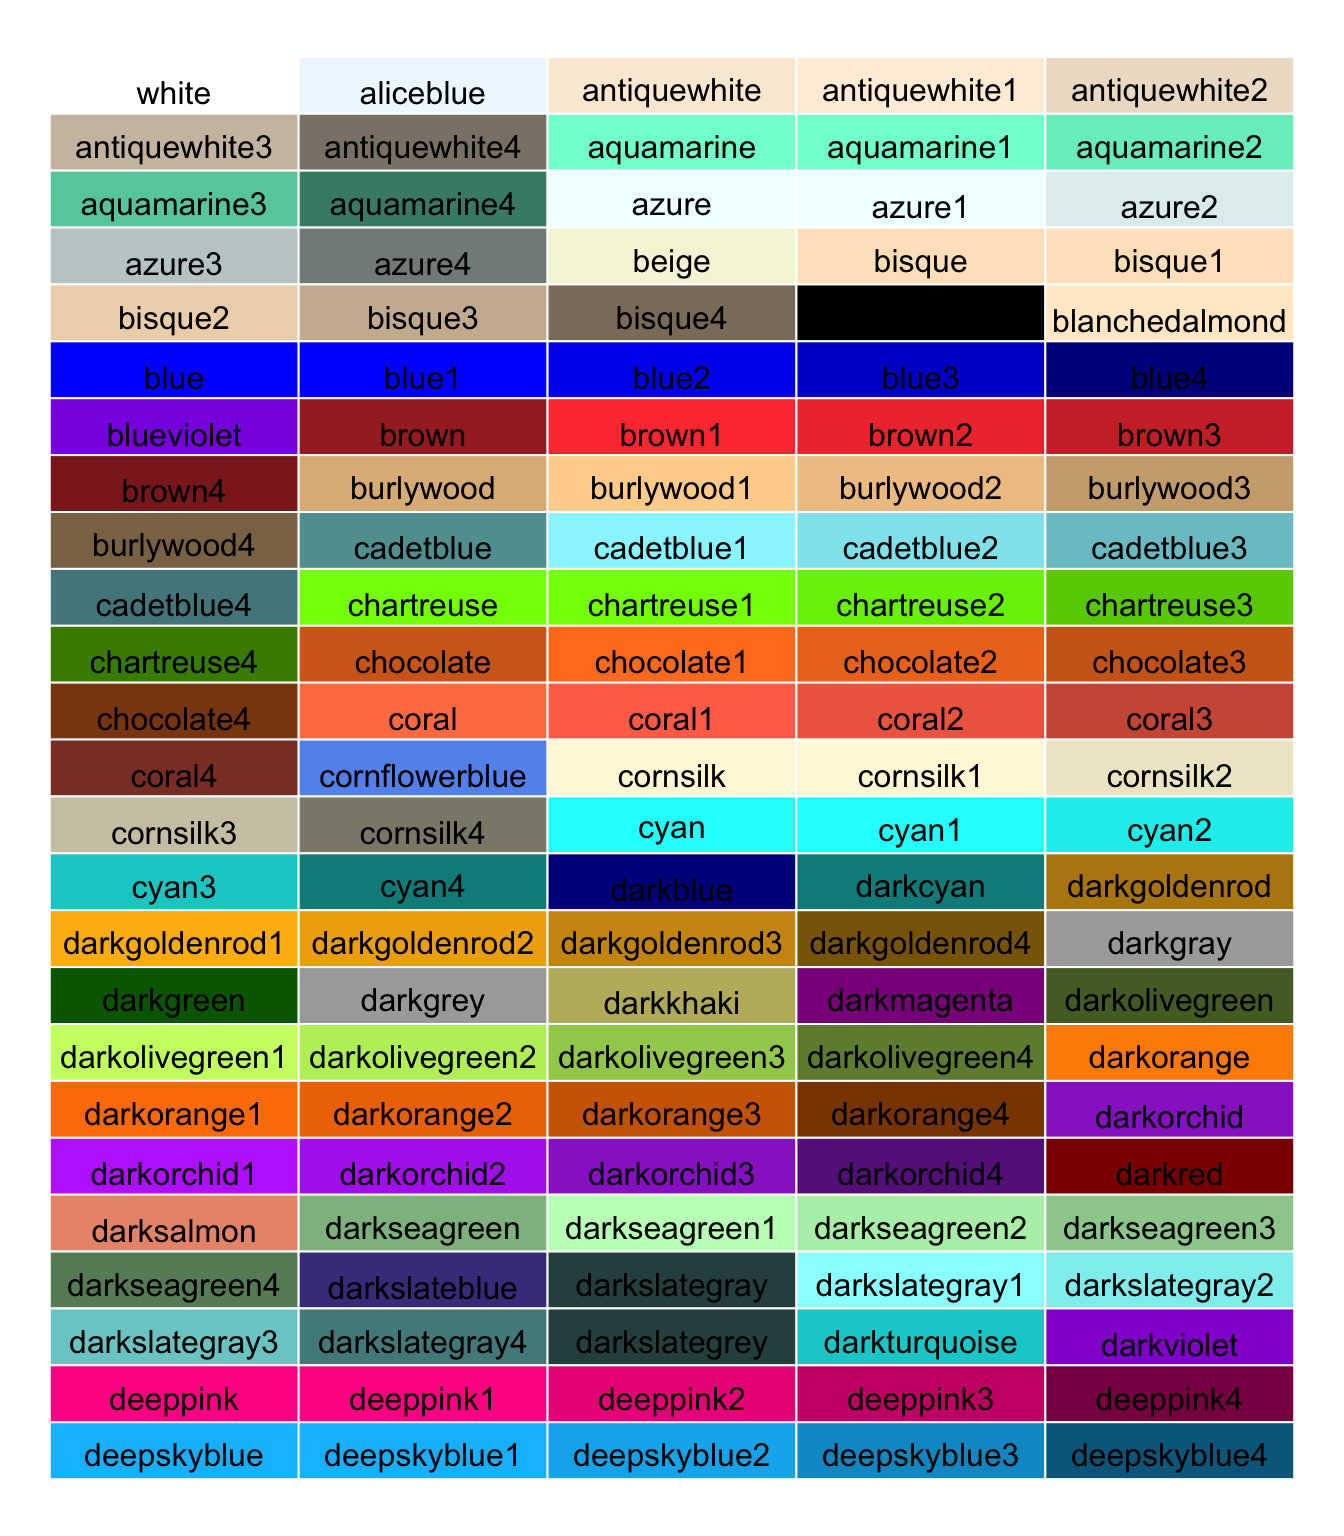 white aliceblue antiquewhite antiquewhite1 antiquewhite2
antiquewhite3 antiquewhite4 aquamarine aquamarine1 aquamarine2
aquamarine3 aquamarine4 azure azure1 azure2
azure3 azure4 beige bisque bisque1
bisque2 bisque3 bisque4 blanchedalmond
blue blue1 blue2 blue3 blue4
blueviolet brown brown1 brown2 brown3
brown4 burlywood burlywood1 burlywood2 burlywood3
burlywood4 cadetblue cadetblue1 cadetblue2 cadetblue3
cadetblue4 chartreuse chartreuse1 chartreuse2 chartreuse3
chartreuse4 chocolate chocolate1 chocolate2 chocolate3
chocolate4 coral coral1 coral2 coral3
coral4 cornflowerblue cornsilk cornsilk1 cornsilk2
cornsilk3 cornsilk4 cyan cyan1 cyan2
cyan3 cyan4 darkblue darkcyan darkgoldenrod
darkgoldenrod1 darkgoldenrod2 darkgoldenrod3 darkgoldenrod4 darkgray
darkgreen darkgrey darkkhaki darkmagenta darkolivegreen
darkolivegreen1 darkolivegreen2 darkolivegreen3 darkolivegreen4 darkorange
darkorange1 darkorange2 darkorange3 darkorange4 darkorchid
darkorchid1 darkorchid2 darkorchid3 darkorchid4 darkred
darksalmon darkseagreen darkseagreen1 darkseagreen2 darkseagreen3
darkseagreen4 darkslateblue darkslategray darkslategray1 darkslategray2
darkslategray3 darkslategray4 darkslategrey darkturquoise darkviolet
deeppink deeppink1 deeppink2 deeppink3 deeppink4
deepskyblue deepskyblue1 deepskyblue2 deepskyblue3 deepskyblue4